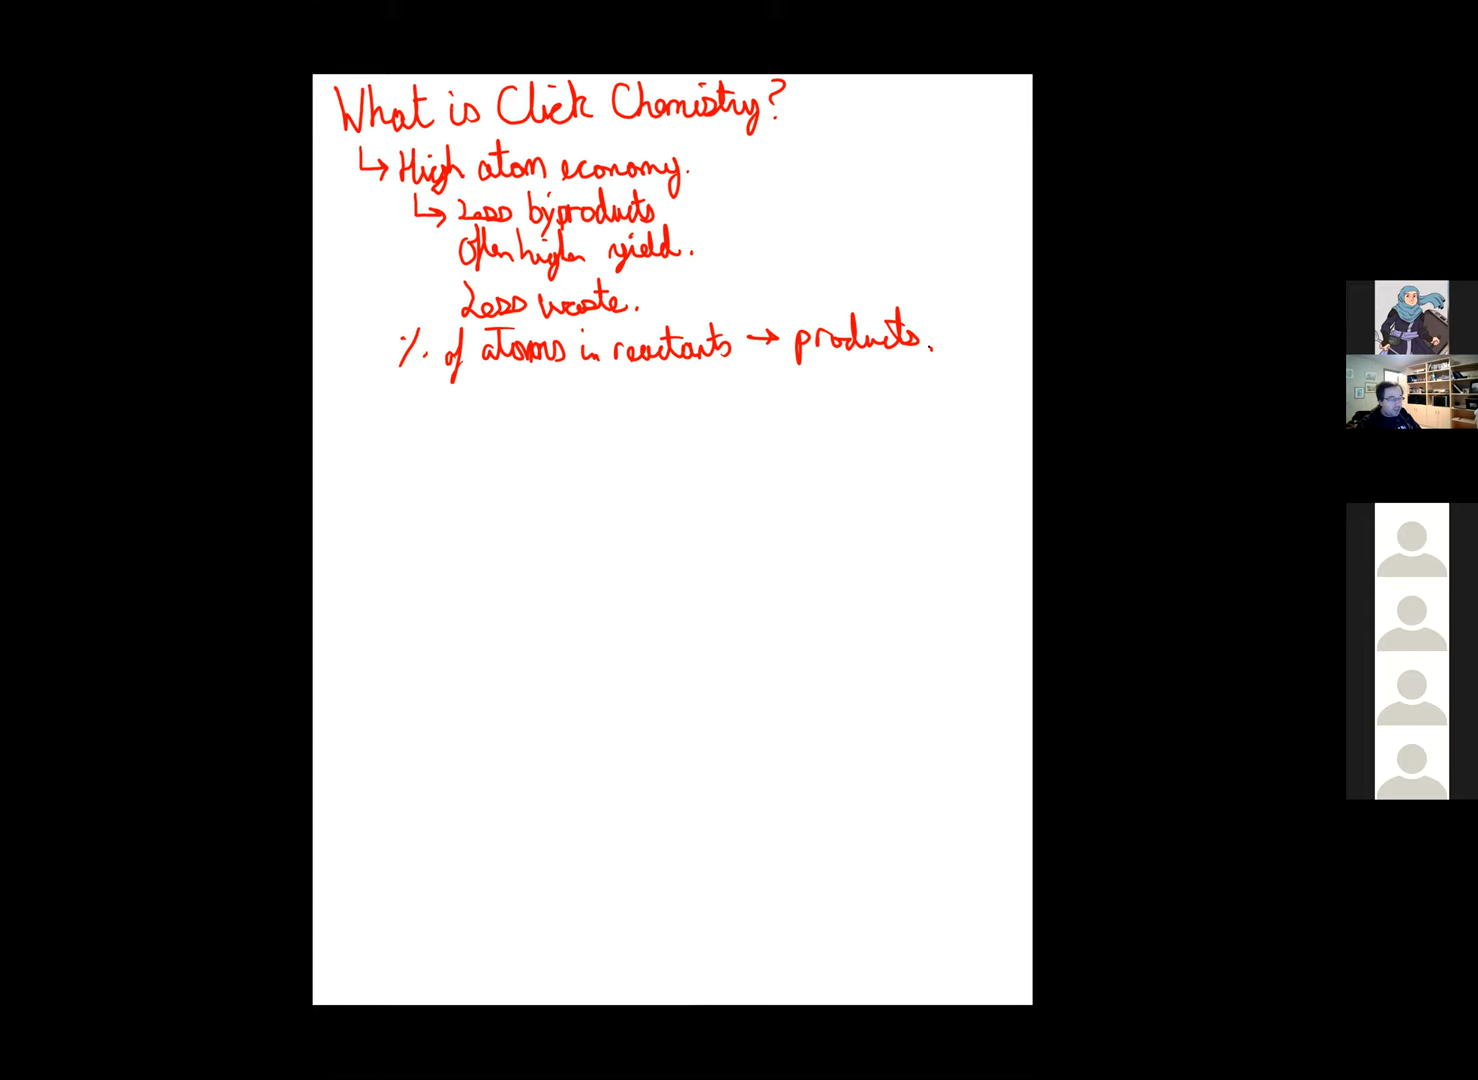 What is Click Chemistry?
↳ High atom economy.
↳ Less byproducts
Often higher yield.
Less waste.
% of atoms in reactants → products.